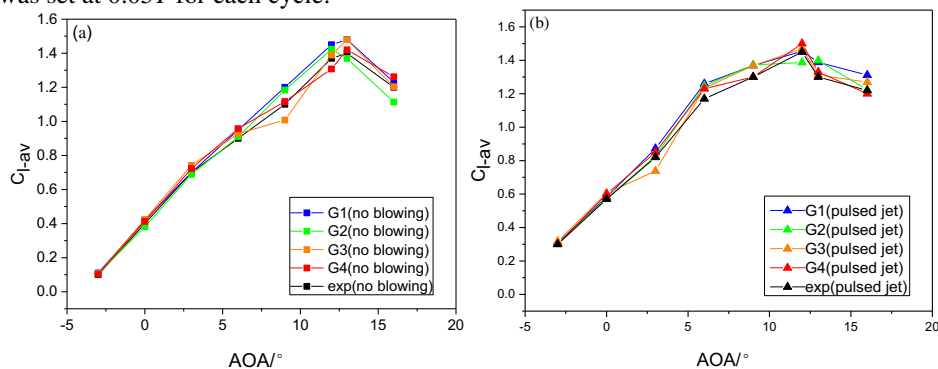 was set at 0.051 for each cycle.
(a)
1.6
1.4
1.2
1.0
0.8
0.6
0.4
0.2
0.0
C_l-av
-5
0
5
10
15
20
AOA/°
G1(no blowing)
G2(no blowing)
G3(no blowing)
G4(no blowing)
exp(no blowing)
(b)
1.6
1.4
1.2
1.0
0.8
0.6
0.4
0.2
0.0
C_l-av
-5
0
5
10
15
20
AOA/°
G1(pulsed jet)
G2(pulsed jet)
G3(pulsed jet)
G4(pulsed jet)
exp(pulsed jet)